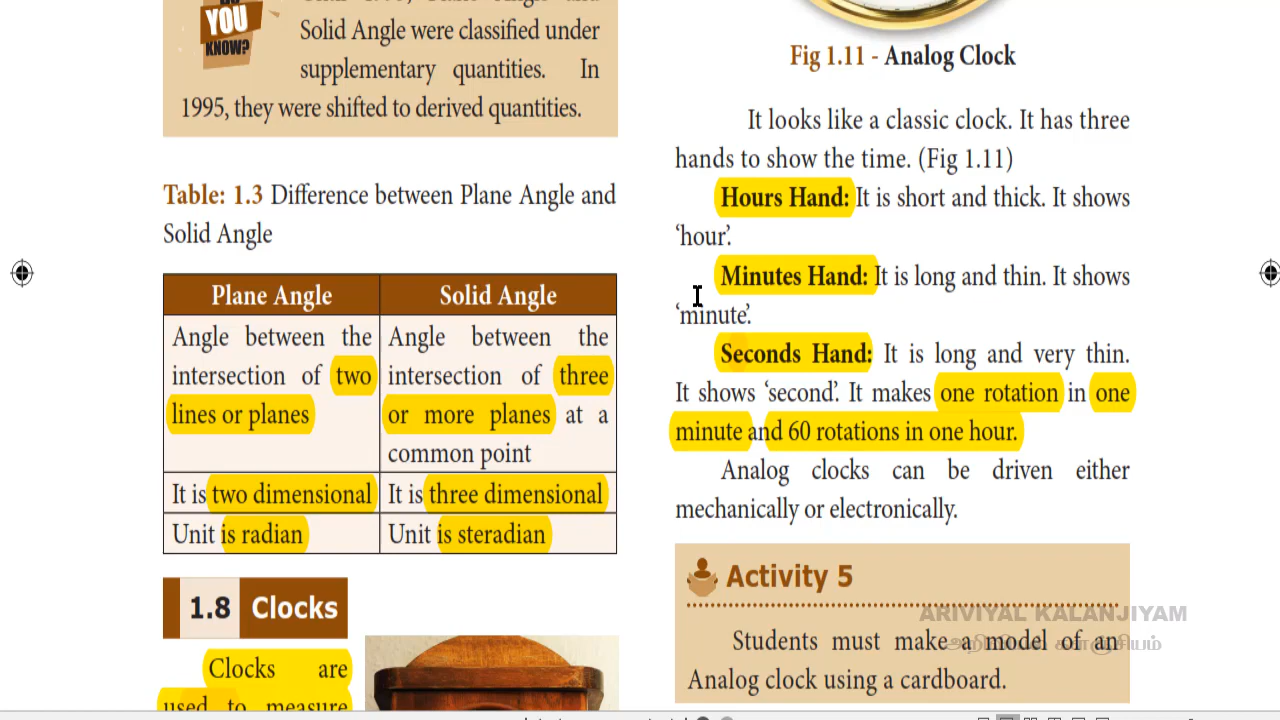 YOU
KNOW?
Solid Angle were classified under
supplementary quantities. In
1995, they were shifted to derived quantities.
Table: 1.3 Difference between Plane Angle and
Solid Angle
Plane Angle
Solid Angle
Angle between the
intersection of two
lines or planes
Angle between the
intersection of three
or more planes at a
common point
It is two dimensional
It is three dimensional
Unit is radian
Unit is steradian
1.8 Clocks
Clocks are
used to measure
Fig 1.11 - Analog Clock
It looks like a classic clock. It has three
hands to show the time. (Fig 1.11)
Hours Hand: It is short and thick. It shows
‘hour’.
Minutes Hand: It is long and thin. It shows
‘minute’.
Seconds Hand: It is long and very thin.
It shows ‘second’. It makes one rotation in one
minute and 60 rotations in one hour.
Analog clocks can be driven either
mechanically or electronically.
Activity 5
Students must make a model of an
Analog clock using a cardboard.
ARIVIYAL KALANJIYAM
அறிவியல் களஞ்சியம்